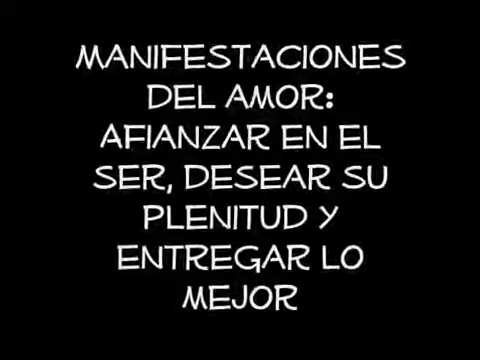 MANIFESTACIONES
DEL AMOR:
AFIANZAR EN EL
SER, DESEAR SU
PLENITUD Y
ENTREGAR LO
MEJOR